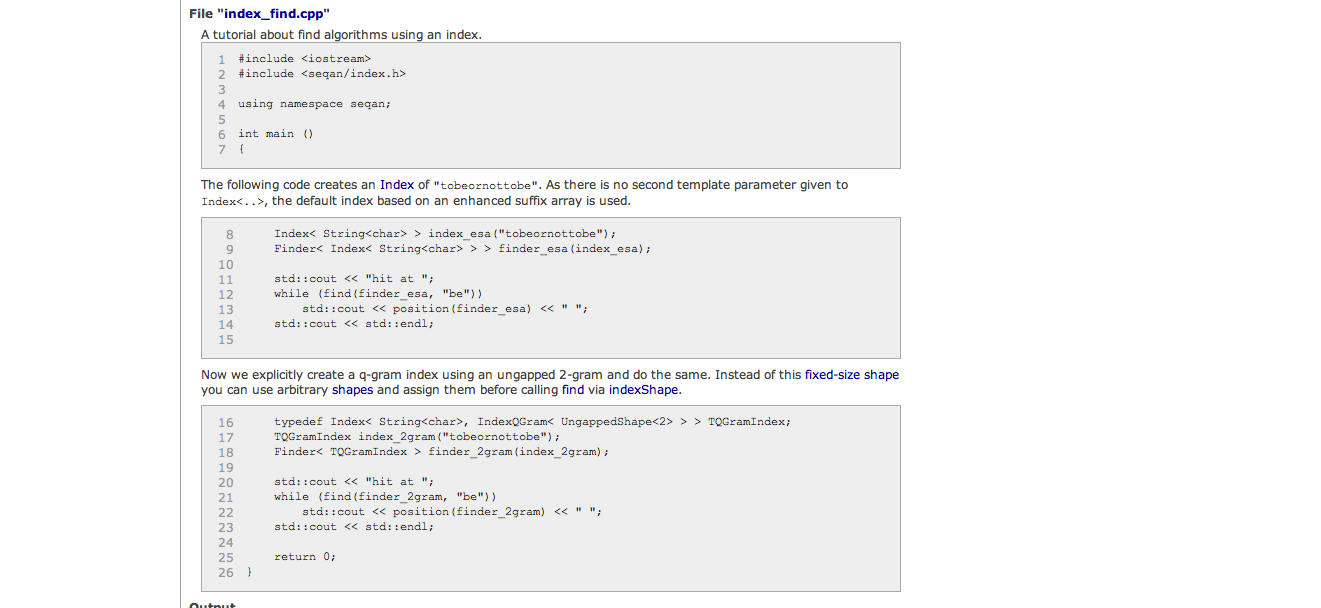 File "index_find.cpp"
A tutorial about find algorithms using an index.
1 #include <iostream>
2 #include <seqan/index.h>
3
4 using namespace seqan;
5
6 int main ()
7 {
The following code creates an Index of "tobeornottobe". As there is no second template parameter given to
Index<..>, the default index based on an enhanced suffix array is used.
8     Index< String<char> > index_esa("tobeornottobe");
9     Finder< Index< String<char> > > finder_esa(index_esa);
10
11     std::cout << "hit at ";
12     while (find(finder_esa, "be"))
13         std::cout << position(finder_esa) << " ";
14     std::cout << std::endl;
15
Now we explicitly create a q-gram index using an ungapped 2-gram and do the same. Instead of this fixed-size shape
you can use arbitrary shapes and assign them before calling find via indexShape.
16     typedef Index< String<char>, IndexQGram< UngappedShape<2> > > TQGramIndex;
17     TQGramIndex index_2gram("tobeornottobe");
18     Finder< TQGramIndex > finder_2gram(index_2gram);
19
20     std::cout << "hit at ";
21     while (find(finder_2gram, "be"))
22         std::cout << position(finder_2gram) << " ";
23     std::cout << std::endl;
24
25     return 0;
26 }
Output